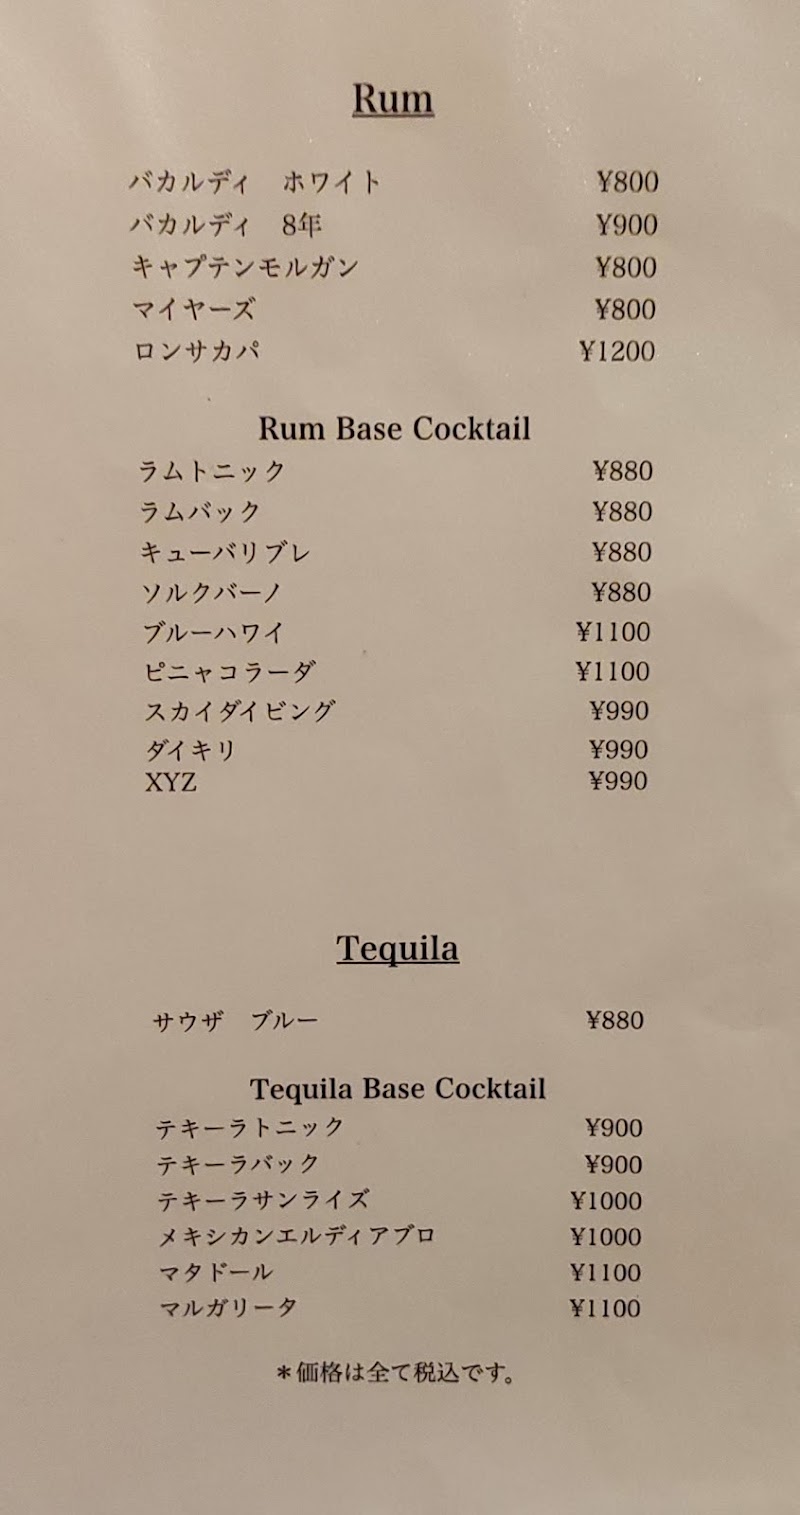 Rum
バカルディ　ホワイト ¥800
バカルディ　8年 ¥900
キャプテンモルガン ¥800
マイヤーズ ¥800
ロンサカパ ¥1200
Rum Base Cocktail
ラムトニック ¥880
ラムバック ¥880
キューバリブレ ¥880
ソルクバーノ ¥880
ブルーハワイ ¥1100
ピニャコラーダ ¥1100
スカイダイビング ¥990
ダイキリ ¥990
XYZ ¥990
Tequila
サウザ　ブルー ¥880
Tequila Base Cocktail
テキーラトニック ¥900
テキーラバック ¥900
テキーラサンライズ ¥1000
メキシカンエルディアブロ ¥1000
マタドール ¥1100
マルガリータ ¥1100
＊価格は全て税込です。